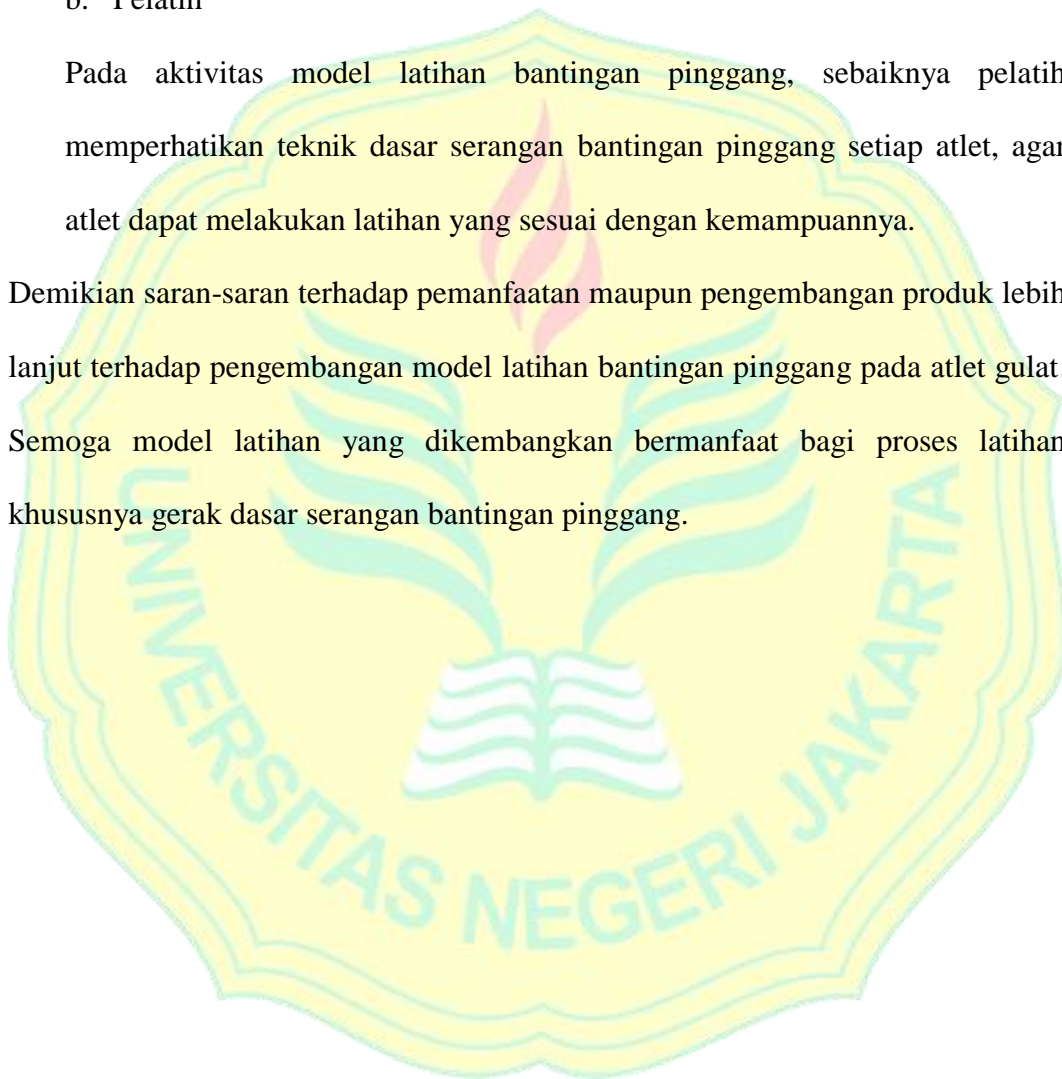 b. Pelatih
Pada aktivitas model latihan bantingan pinggang, sebaiknya pelatih
memperhatikan teknik dasar serangan bantingan pinggang setiap atlet, agar
atlet dapat melakukan latihan yang sesuai dengan kemampuannya.
Demikian saran-saran terhadap pemanfaatan maupun pengembangan produk lebih
lanjut terhadap pengembangan model latihan bantingan pinggang pada atlet gulat.
Semoga model latihan yang dikembangkan bermanfaat bagi proses latihan
khususnya gerak dasar serangan bantingan pinggang.
UNIVERSITAS NEGERI JAKARTA